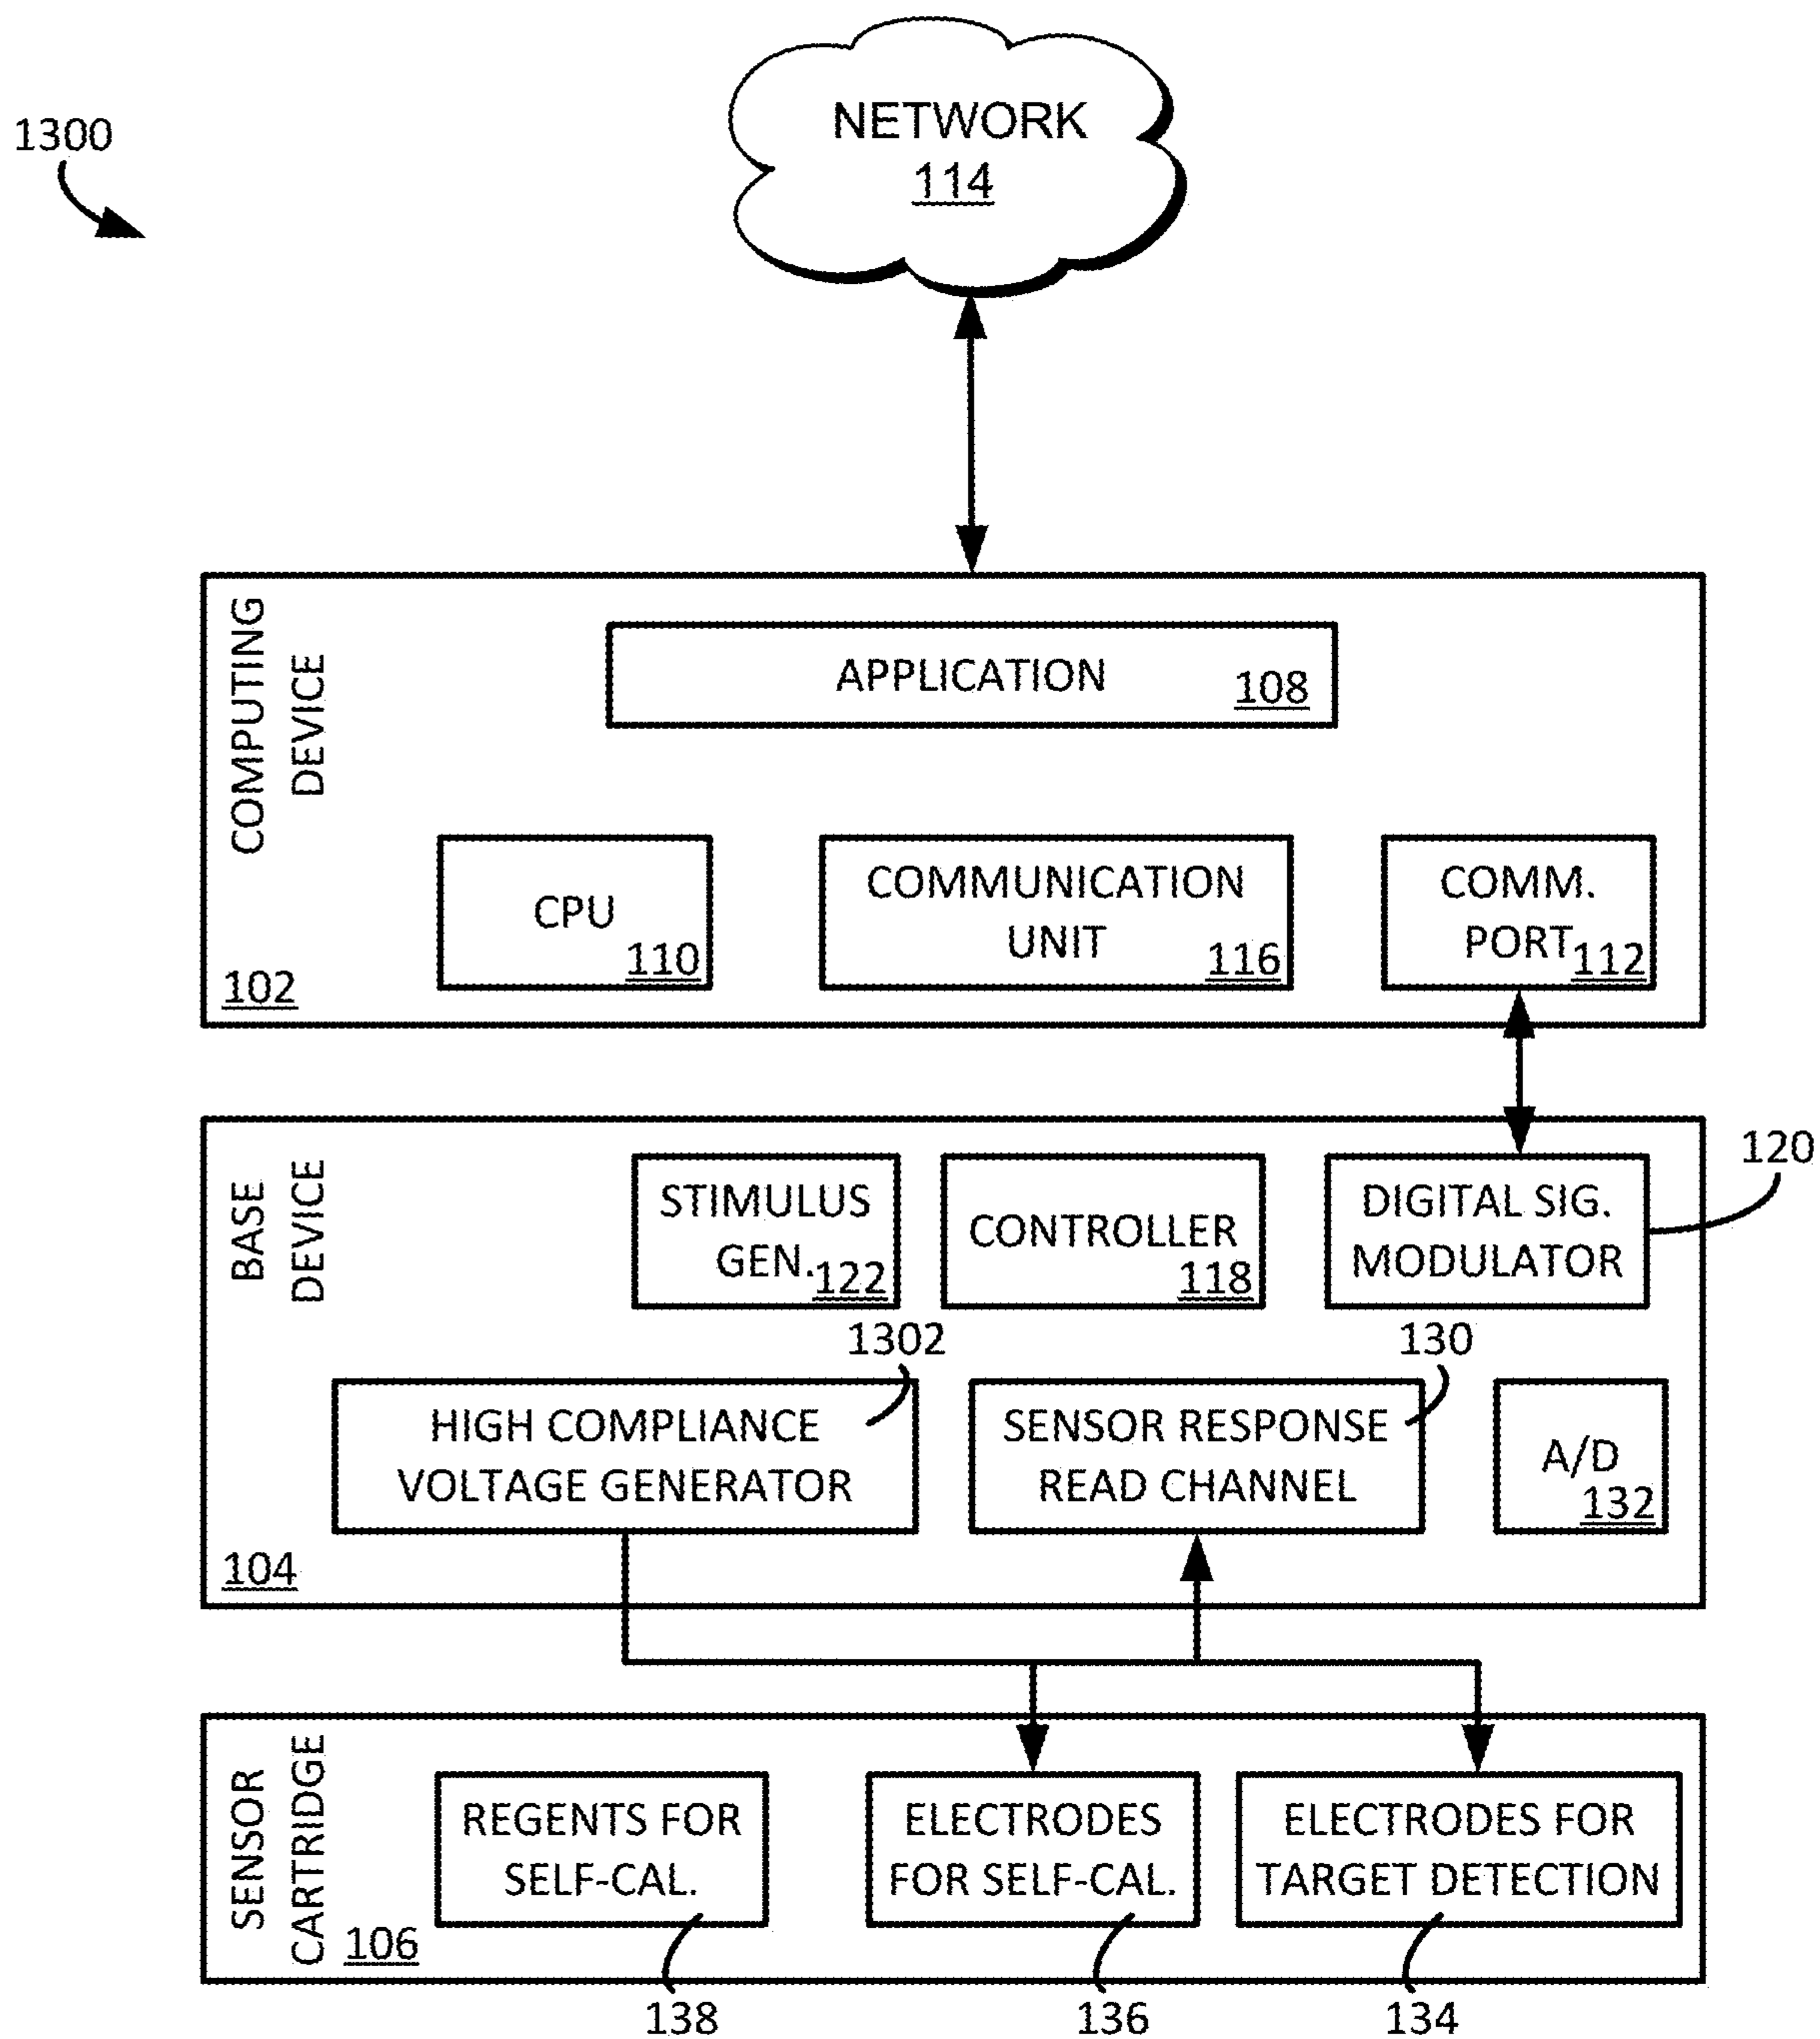 1300
NETWORK
114
COMPUTING
DEVICE
102
APPLICATION 108
CPU
110
COMMUNICATION
UNIT 116
COMM.
PORT 112
BASE
DEVICE
104
STIMULUS
GEN. 122
CONTROLLER
118
DIGITAL SIG.
MODULATOR
120
1302
HIGH COMPLIANCE
VOLTAGE GENERATOR
130
SENSOR RESPONSE
READ CHANNEL
A/D
132
SENSOR
CARTRIDGE
106
REGENTS FOR
SELF-CAL.
ELECTRODES
FOR SELF-CAL.
ELECTRODES FOR
TARGET DETECTION
138
136
134